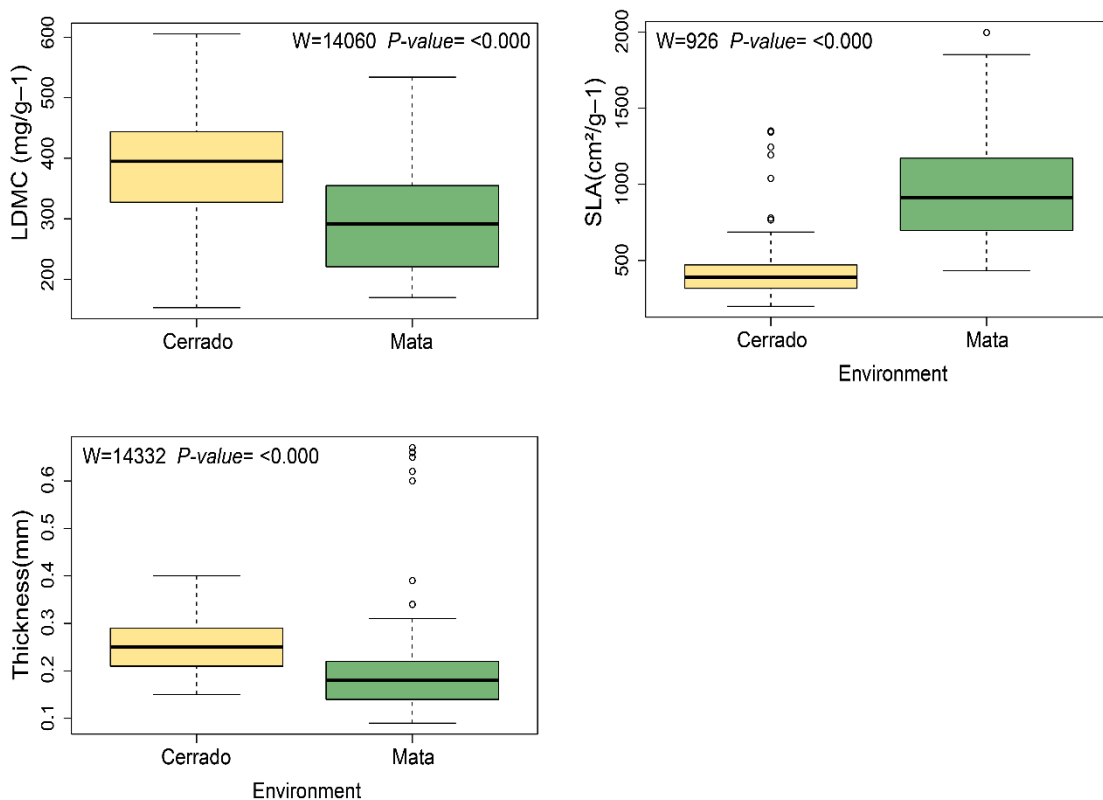 W=14060 P-value= <0.000
LDMC (mg/g–1)
600
500
400
300
200
Cerrado
Mata
W=926 P-value= <0.000
SLA(cm²/g–1)
2000
1500
1000
500
Cerrado
Mata
Environment
W=14332 P-value= <0.000
Thickness(mm)
0.6
0.5
0.4
0.3
0.2
0.1
Cerrado
Mata
Environment